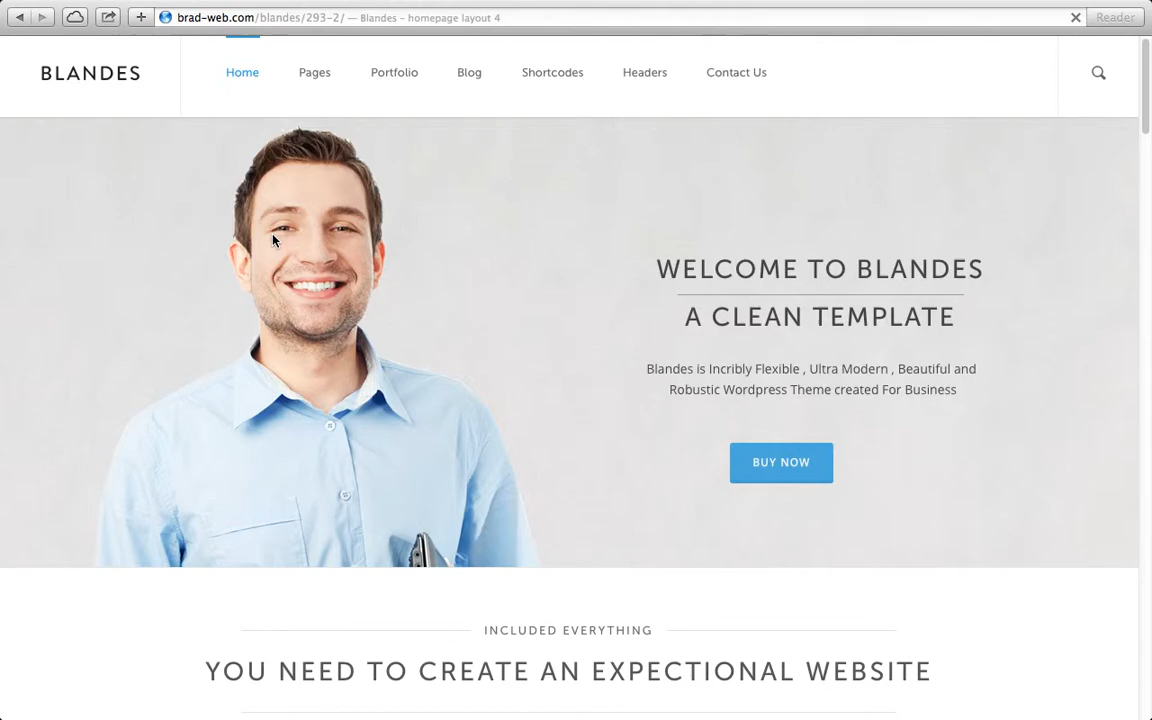 brad-web.com/blandes/293-2/ — Blandes – homepage layout 4
Reader
BLANDES
Home
Pages
Portfolio
Blog
Shortcodes
Headers
Contact Us
WELCOME TO BLANDES
A CLEAN TEMPLATE
Blandes is Incribly Flexible , Ultra Modern , Beautiful and
Robustic Wordpress Theme created For Business
BUY NOW
INCLUDED EVERYTHING
YOU NEED TO CREATE AN EXPECTIONAL WEBSITE